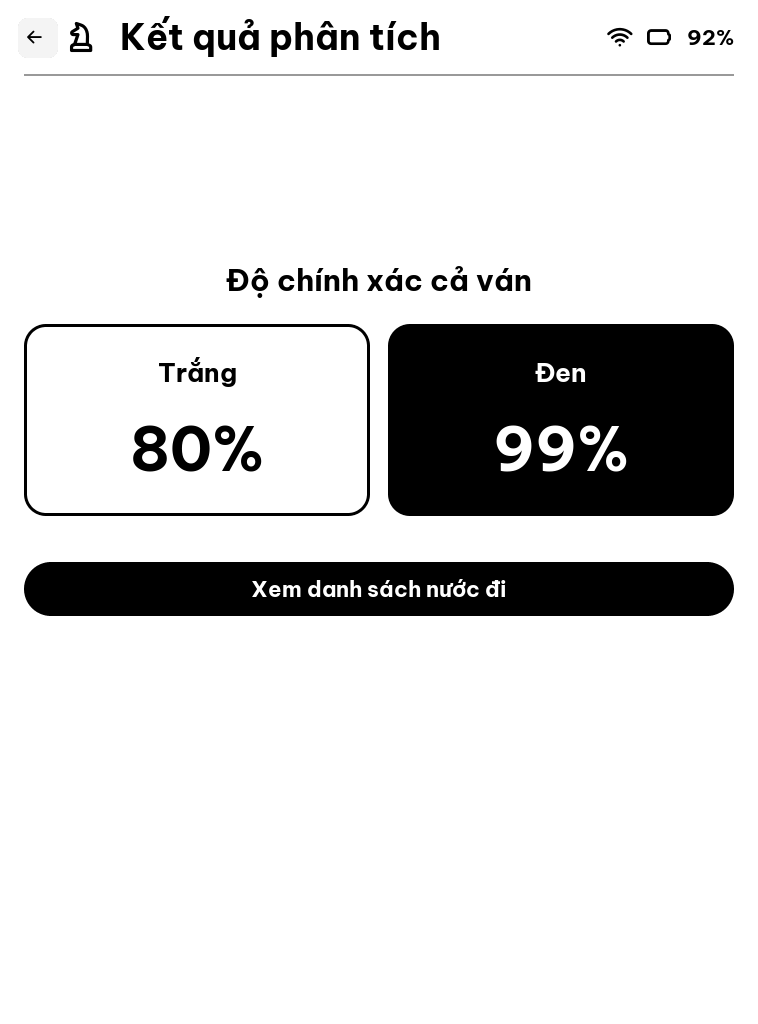 Kết quả phân tích
92%
Độ chính xác cả ván
Trắng
80%
Đen
99%
Xem danh sách nước đi